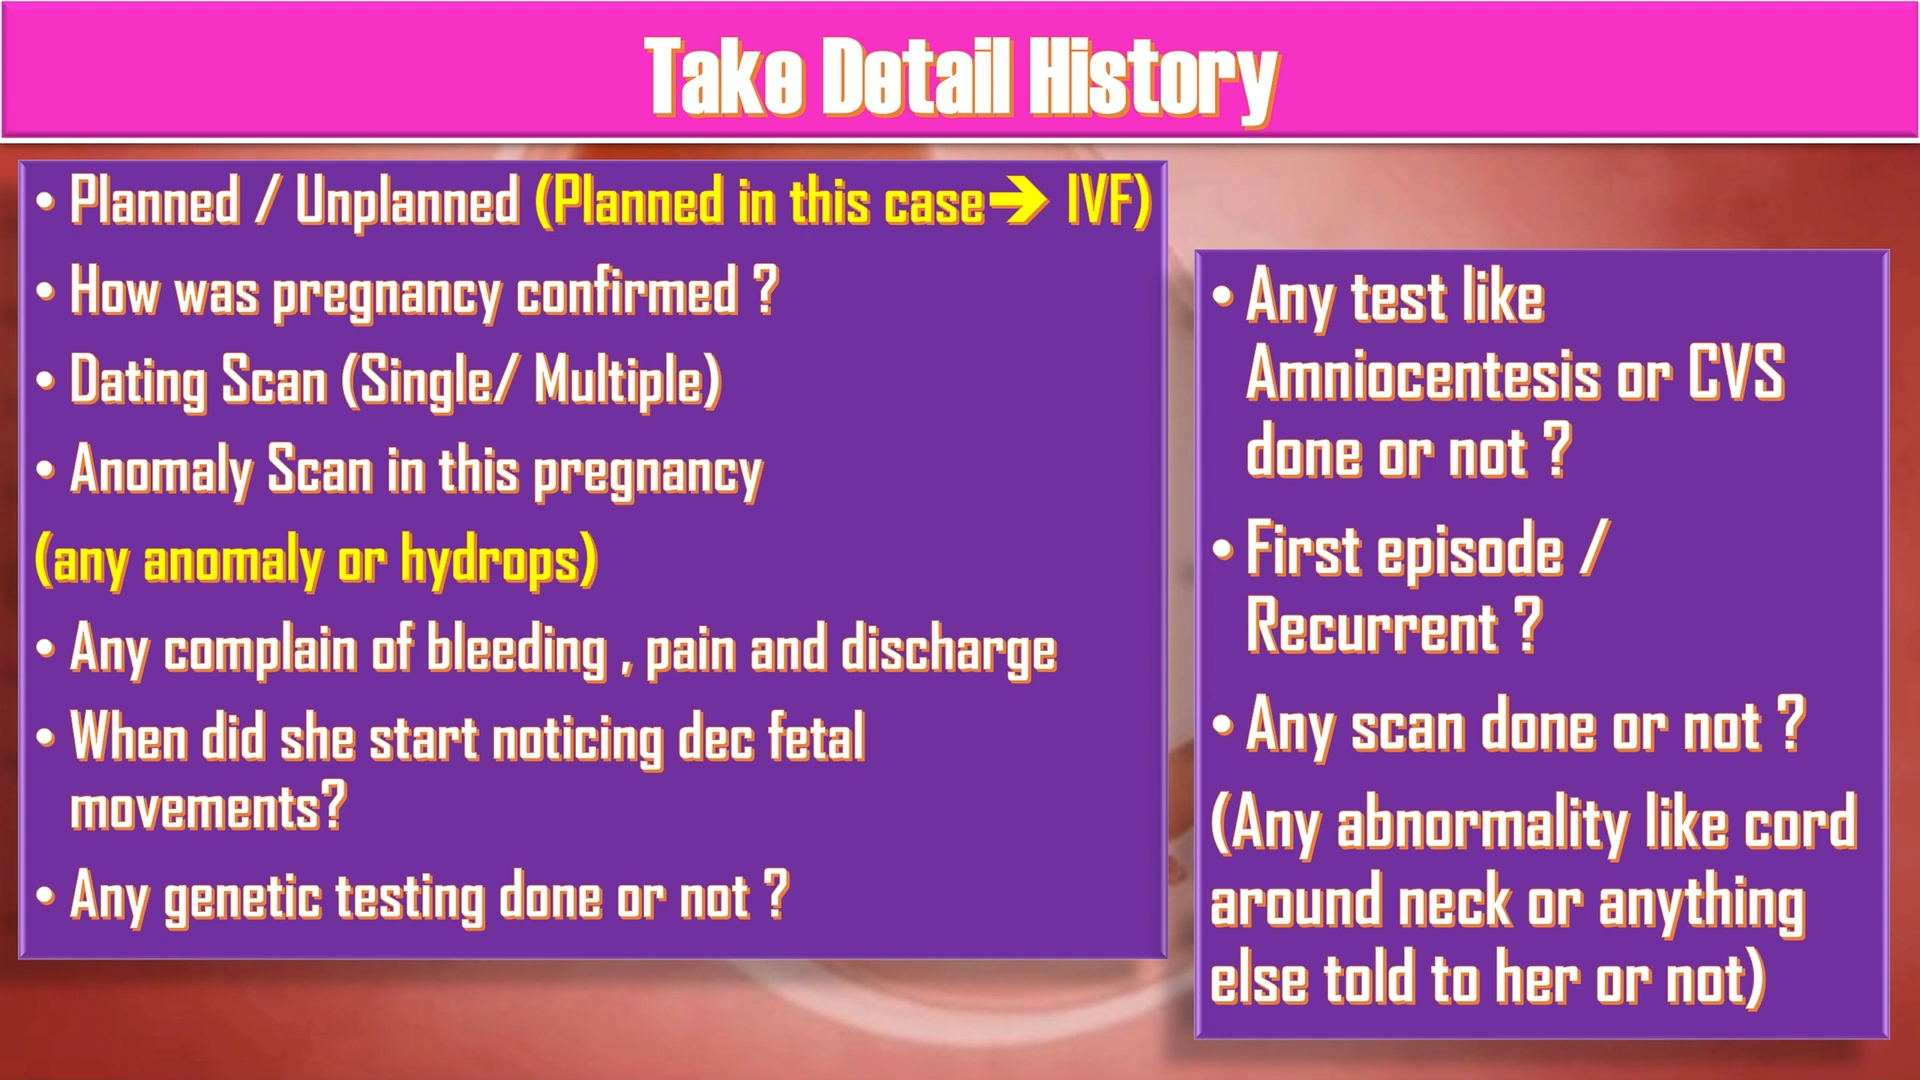 Take Detail History
• Planned / Unplanned (Planned in this case➔ IVF)
• How was pregnancy confirmed ?
• Dating Scan (Single/ Multiple)
• Anomaly Scan in this pregnancy
(any anomaly or hydrops)
• Any complain of bleeding , pain and discharge
• When did she start noticing dec fetal
movements?
• Any genetic testing done or not ?
• Any test like
Amniocentesis or CVS
done or not ?
• First episode /
Recurrent ?
• Any scan done or not ?
(Any abnormality like cord
around neck or anything
else told to her or not)